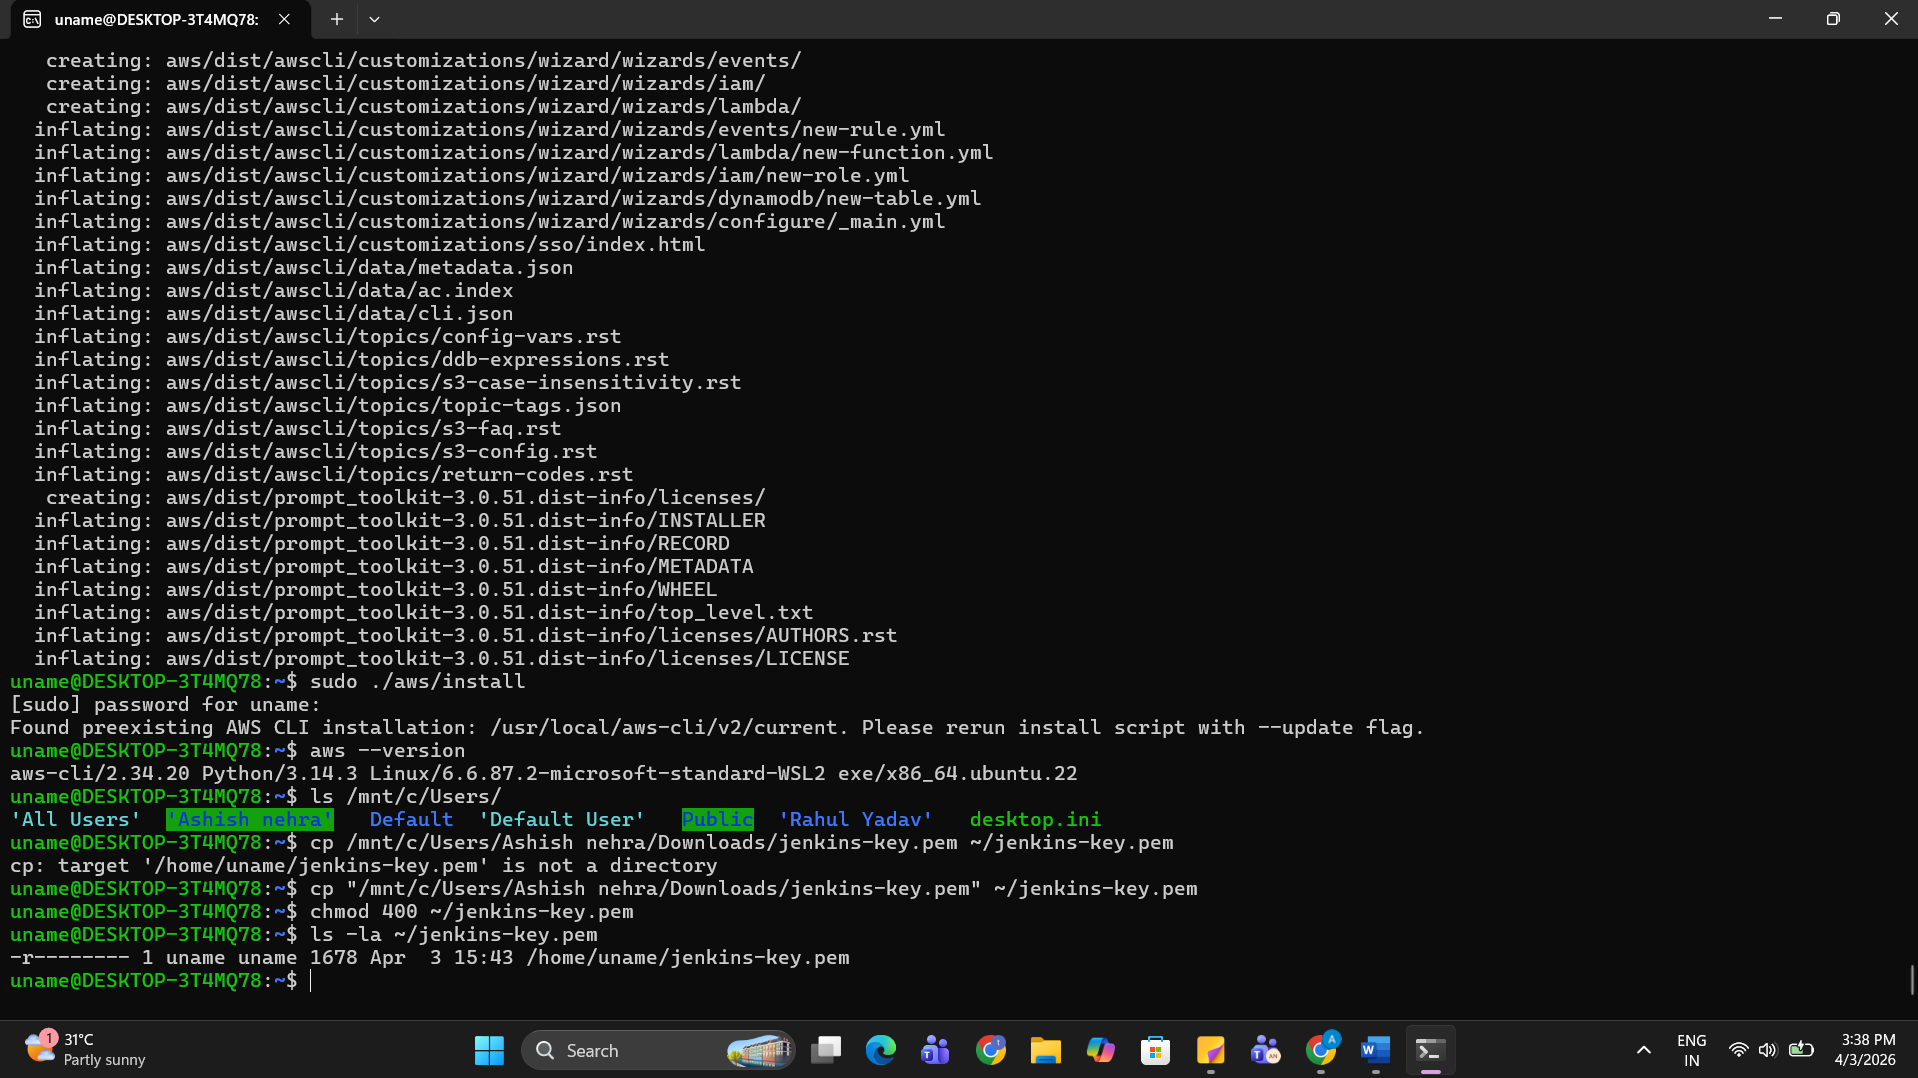 uname@DESKTOP-3T4MQ78:
creating: aws/dist/awscli/customizations/wizard/wizards/events/
creating: aws/dist/awscli/customizations/wizard/wizards/iam/
creating: aws/dist/awscli/customizations/wizard/wizards/lambda/
inflating: aws/dist/awscli/customizations/wizard/wizards/events/new-rule.yml
inflating: aws/dist/awscli/customizations/wizard/wizards/lambda/new-function.yml
inflating: aws/dist/awscli/customizations/wizard/wizards/iam/new-role.yml
inflating: aws/dist/awscli/customizations/wizard/wizards/dynamodb/new-table.yml
inflating: aws/dist/awscli/customizations/wizard/wizards/configure/_main.yml
inflating: aws/dist/awscli/customizations/sso/index.html
inflating: aws/dist/awscli/data/metadata.json
inflating: aws/dist/awscli/data/ac.index
inflating: aws/dist/awscli/data/cli.json
inflating: aws/dist/awscli/topics/config-vars.rst
inflating: aws/dist/awscli/topics/ddb-expressions.rst
inflating: aws/dist/awscli/topics/s3-case-insensitivity.rst
inflating: aws/dist/awscli/topics/topic-tags.json
inflating: aws/dist/awscli/topics/s3-faq.rst
inflating: aws/dist/awscli/topics/s3-config.rst
inflating: aws/dist/awscli/topics/return-codes.rst
creating: aws/dist/prompt_toolkit-3.0.51.dist-info/licenses/
inflating: aws/dist/prompt_toolkit-3.0.51.dist-info/INSTALLER
inflating: aws/dist/prompt_toolkit-3.0.51.dist-info/RECORD
inflating: aws/dist/prompt_toolkit-3.0.51.dist-info/METADATA
inflating: aws/dist/prompt_toolkit-3.0.51.dist-info/WHEEL
inflating: aws/dist/prompt_toolkit-3.0.51.dist-info/top_level.txt
inflating: aws/dist/prompt_toolkit-3.0.51.dist-info/licenses/AUTHORS.rst
inflating: aws/dist/prompt_toolkit-3.0.51.dist-info/licenses/LICENSE
uname@DESKTOP-3T4MQ78:~$ sudo ./aws/install
[sudo] password for uname:
Found preexisting AWS CLI installation: /usr/local/aws-cli/v2/current. Please rerun install script with --update flag.
uname@DESKTOP-3T4MQ78:~$ aws --version
aws-cli/2.34.20 Python/3.14.3 Linux/6.6.87.2-microsoft-standard-WSL2 exe/x86_64.ubuntu.22
uname@DESKTOP-3T4MQ78:~$ ls /mnt/c/Users/
'All Users' 'Ashish nehra' Default 'Default User' Public 'Rahul Yadav' desktop.ini
uname@DESKTOP-3T4MQ78:~$ cp /mnt/c/Users/Ashish nehra/Downloads/jenkins-key.pem ~/jenkins-key.pem
cp: target '/home/uname/jenkins-key.pem' is not a directory
uname@DESKTOP-3T4MQ78:~$ cp "/mnt/c/Users/Ashish nehra/Downloads/jenkins-key.pem" ~/jenkins-key.pem
uname@DESKTOP-3T4MQ78:~$ chmod 400 ~/jenkins-key.pem
uname@DESKTOP-3T4MQ78:~$ ls -la ~/jenkins-key.pem
-r-------- 1 uname uname 1678 Apr  3 15:43 /home/uname/jenkins-key.pem
uname@DESKTOP-3T4MQ78:~$
1
31°C
Partly sunny
Search
ENG
IN
3:38 PM
4/3/2026